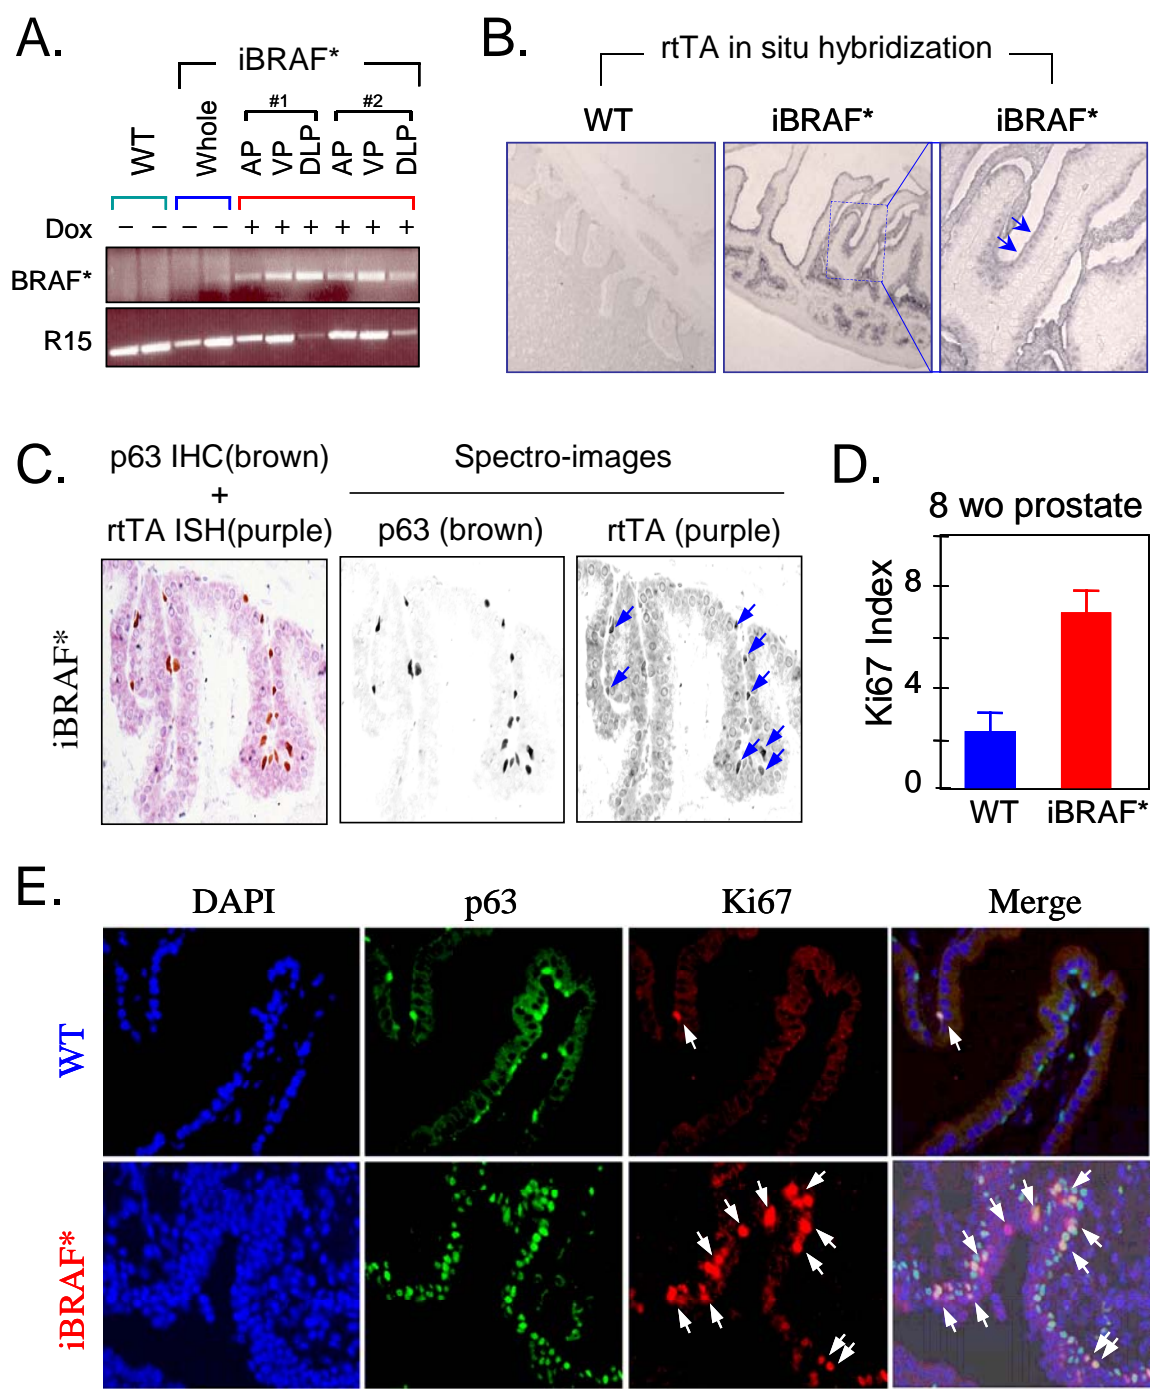 A.
iBRAF*
#1
#2
WT
Whole
AP
VP
DLP
AP
VP
DLP
Dox − − − − + + + + + +
BRAF*
R15
B.
rtTA in situ hybridization
WT
iBRAF*
iBRAF*
C.
p63 IHC(brown)
+
rtTA ISH(purple)
Spectro-images
p63 (brown)
rtTA (purple)
iBRAF*
D.
8 wo prostate
Ki67 Index
8
4
0
WT
iBRAF*
E.
DAPI
p63
Ki67
Merge
WT
iBRAF*